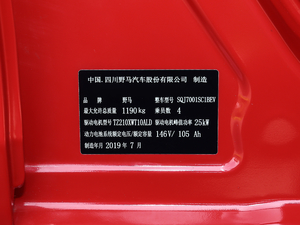 中国.四川野马汽车股份有限公司 制造
品牌 野马 整车型号 SQJ7001SC1BEV
最大允许总质量 1190kg 乘员数 4
驱动电机型号 TZ210XWT10ALD 驱动电机峰值功率 25kW
动力电池系统额定电压/额定容量 146V/ 105 Ah
制造年月 2019 年 7 月